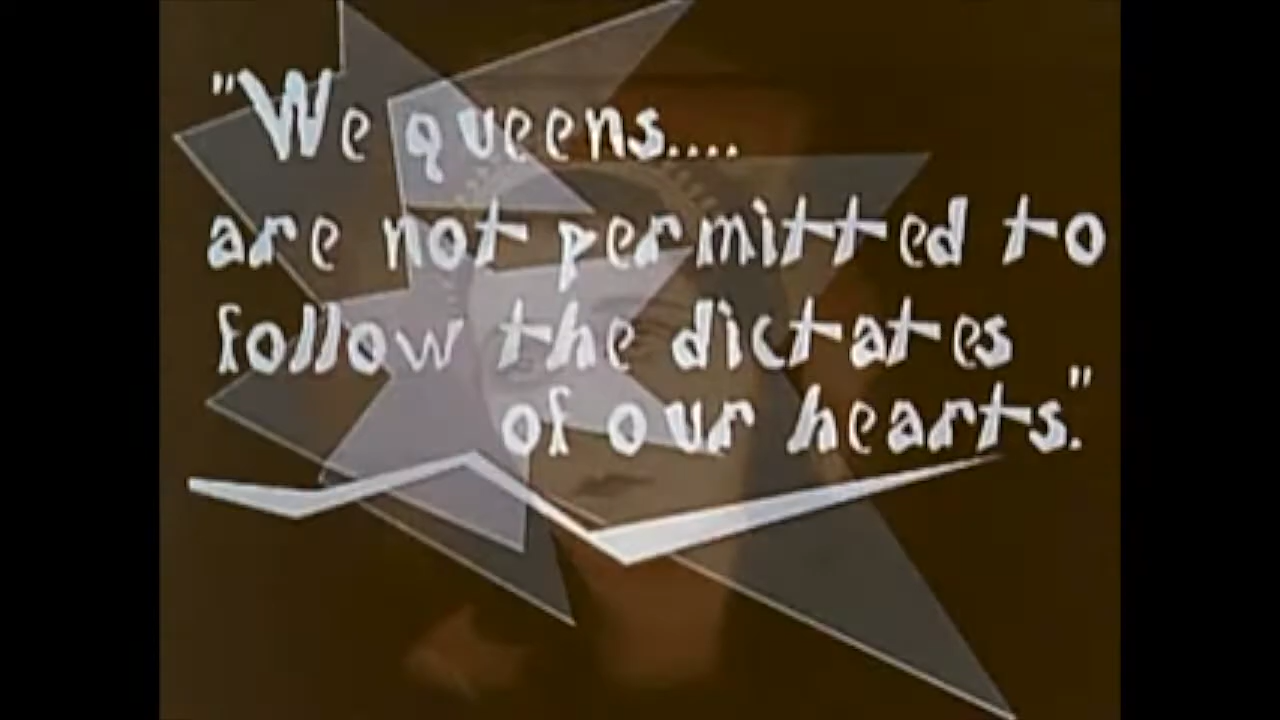 "We queens....
are not permitted to
follow the dictates
of our hearts."